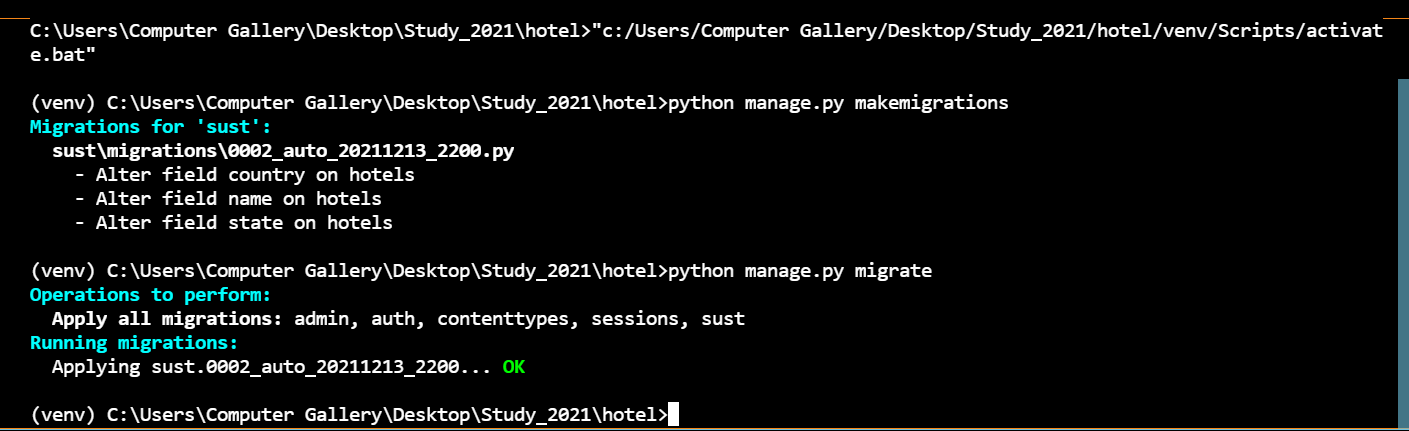 C:\Users\Computer Gallery\Desktop\Study_2021\hotel>"c:/Users/Computer Gallery/Desktop/Study_2021/hotel/venv/Scripts/activat
e.bat"
(venv) C:\Users\Computer Gallery\Desktop\Study_2021\hotel>python manage.py makemigrations
Migrations for 'sust':
  sust\migrations\0002_auto_20211213_2200.py
    - Alter field country on hotels
    - Alter field name on hotels
    - Alter field state on hotels
(venv) C:\Users\Computer Gallery\Desktop\Study_2021\hotel>python manage.py migrate
Operations to perform:
  Apply all migrations: admin, auth, contenttypes, sessions, sust
Running migrations:
  Applying sust.0002_auto_20211213_2200... OK
(venv) C:\Users\Computer Gallery\Desktop\Study_2021\hotel>